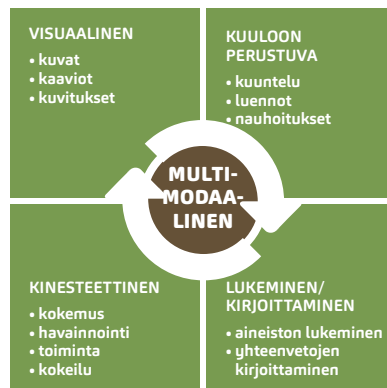 VISUAALINEN
• kuvat
• kaaviot
• kuvitukset
KUULOON
PERUSTUVA
• kuuntelu
• luennot
• nauhoitukset
MULTI-
MODAA-
LINEN
KINESTEETTINEN
• kokemus
• havainnointi
• toiminta
• kokeilu
LUKEMINEN/
KIRJOITTAMINEN
• aineiston lukeminen
• yhteenvetojen
kirjoittaminen